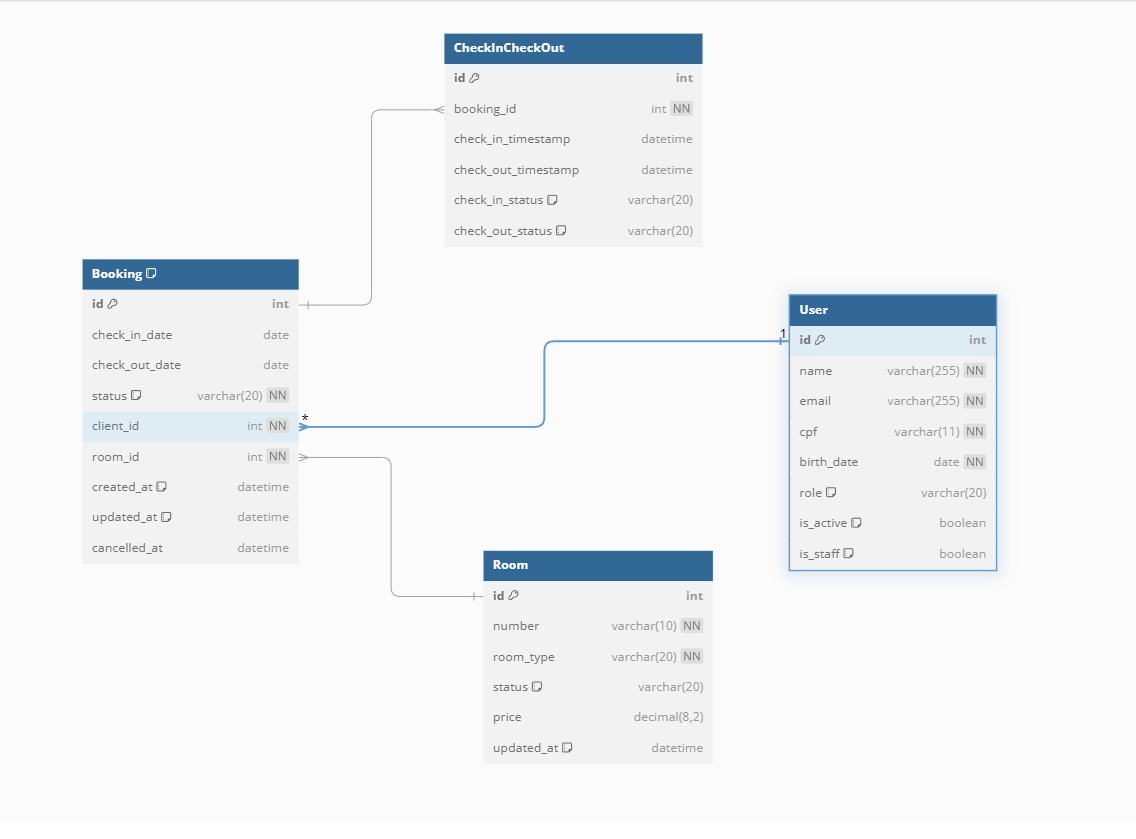 CheckInCheckOut
id int
booking_id int NN
check_in_timestamp datetime
check_out_timestamp datetime
check_in_status varchar(20)
check_out_status varchar(20)
Booking
id int
check_in_date date
check_out_date date
status varchar(20) NN
client_id int NN
room_id int NN
created_at datetime
updated_at datetime
cancelled_at datetime
*
1
User
id int
name varchar(255) NN
email varchar(255) NN
cpf varchar(11) NN
birth_date date NN
role varchar(20)
is_active boolean
is_staff boolean
Room
id int
number varchar(10) NN
room_type varchar(20) NN
status varchar(20)
price decimal(8,2)
updated_at datetime